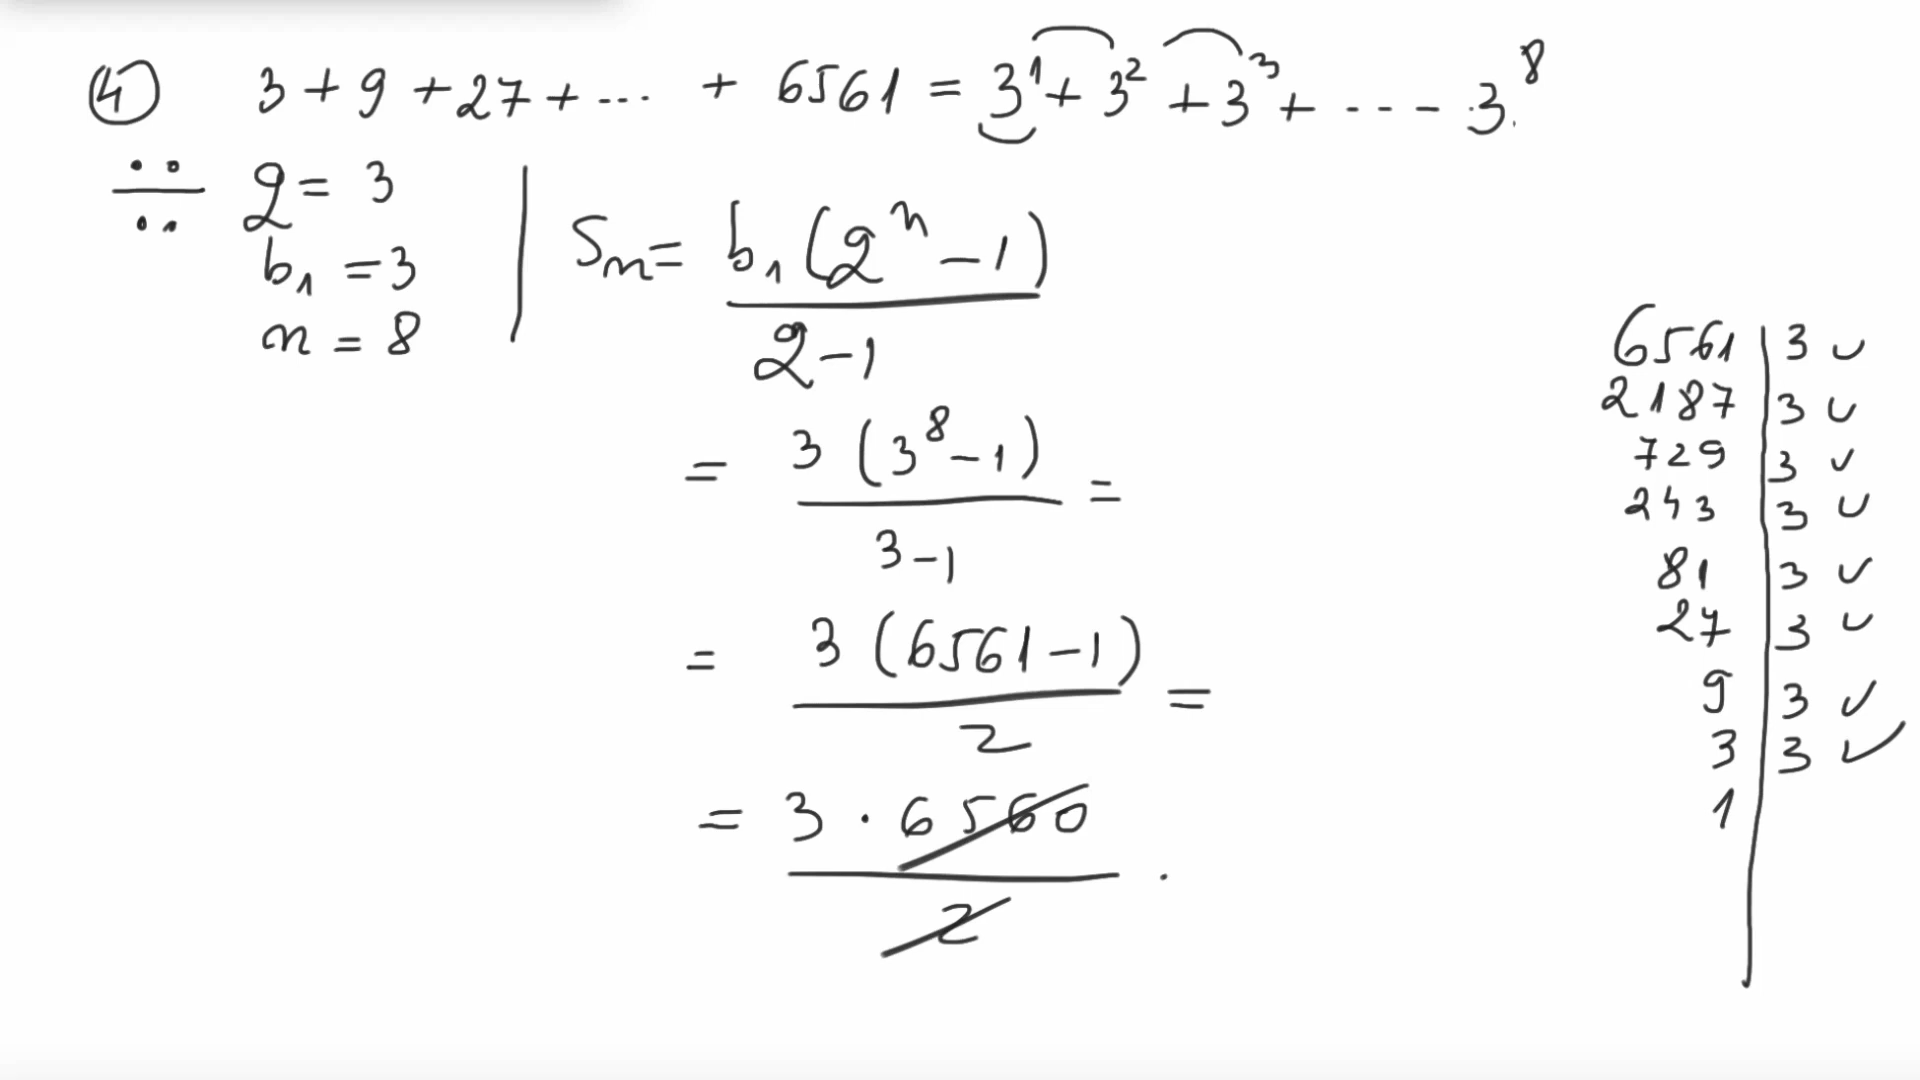 ④ 3 + 9 + 27 + ... + 6561 = 3¹ + 3² + 3³ + ---- 3⁸
∺ q = 3
b₁ = 3
n = 8
Sₙ = b₁(qⁿ - 1) / q - 1
= 3(3⁸ - 1) / 3 - 1 =
= 3(6561 - 1) / 2 =
= 3 · 6560 / 2 .
6561 | 3 ✓
2187 | 3 ✓
729 | 3 ✓
243 | 3 ✓
81 | 3 ✓
27 | 3 ✓
9 | 3 ✓
3 | 3 ✓
1 |